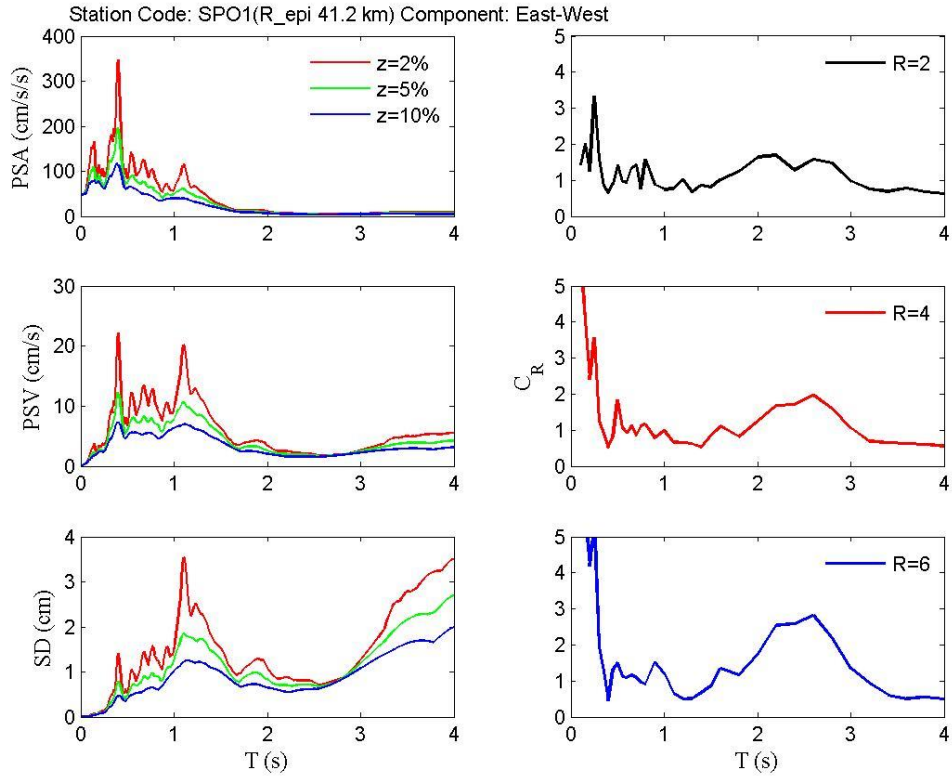 Station Code: SPO1(R_epi 41.2 km) Component: East-West
400
300
200
100
0
PSA (cm/s/s)
z=2%
z=5%
z=10%
0 1 2 3 4
5
4
3
2
1
0
R=2
0 1 2 3 4
30
20
10
0
PSV (cm/s)
0 1 2 3 4
5
4
3
2
1
0
C_R
R=4
0 1 2 3 4
4
3
2
1
0
SD (cm)
0 1 2 3 4
T (s)
5
4
3
2
1
0
R=6
0 1 2 3 4
T (s)